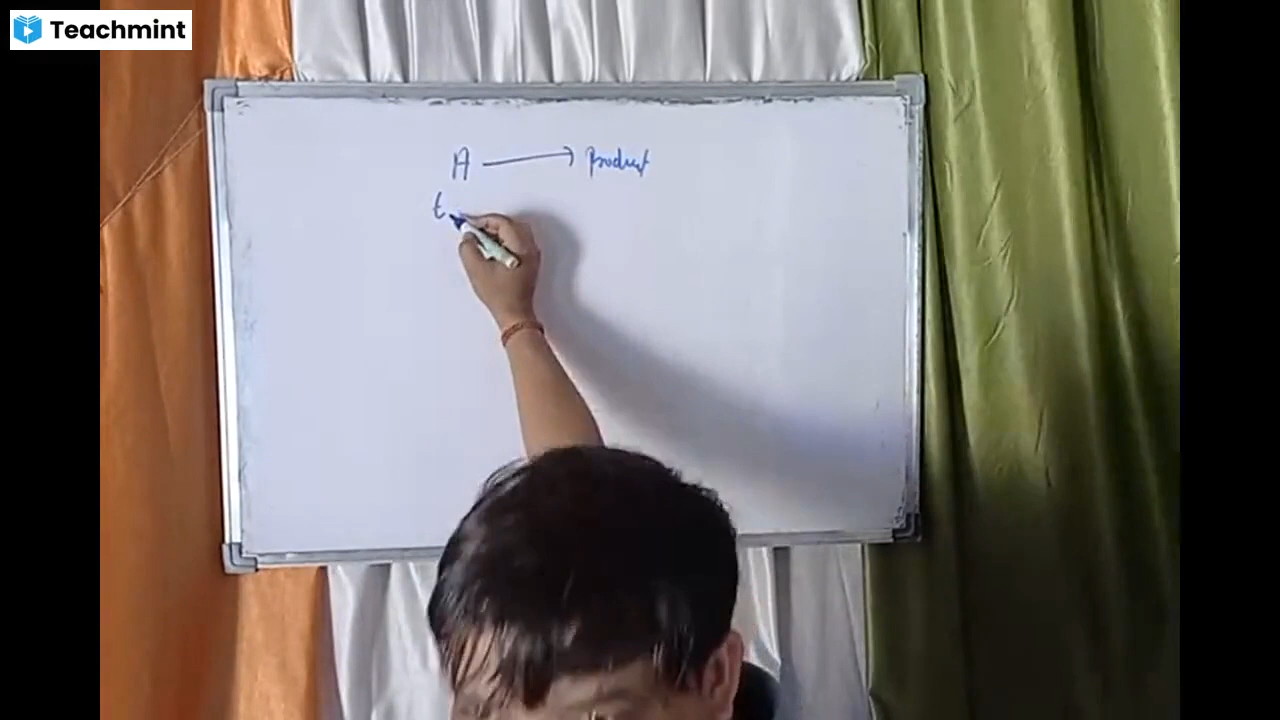 Teachmint
A → Product
t